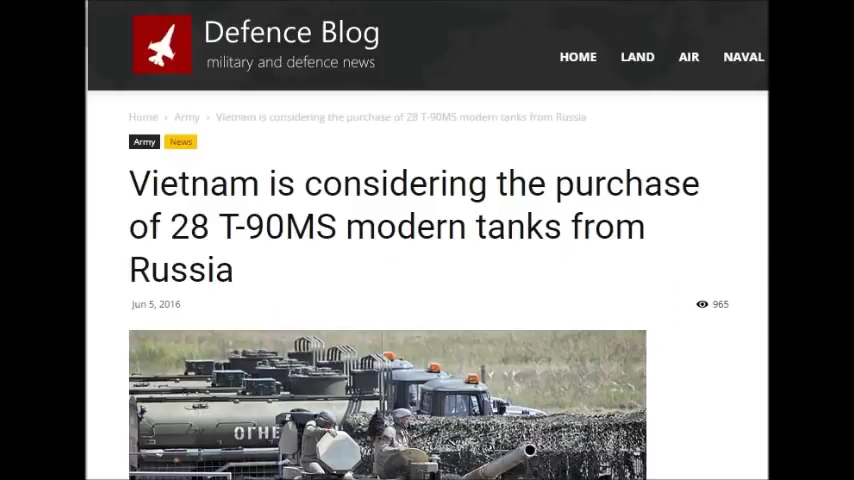 Defence Blog
military and defence news
HOME LAND AIR NAVAL
Home › Army › Vietnam is considering the purchase of 28 T-90MS modern tanks from Russia
Army News
Vietnam is considering the purchase
of 28 T-90MS modern tanks from
Russia
Jun 5, 2016 965
ОГНЕ